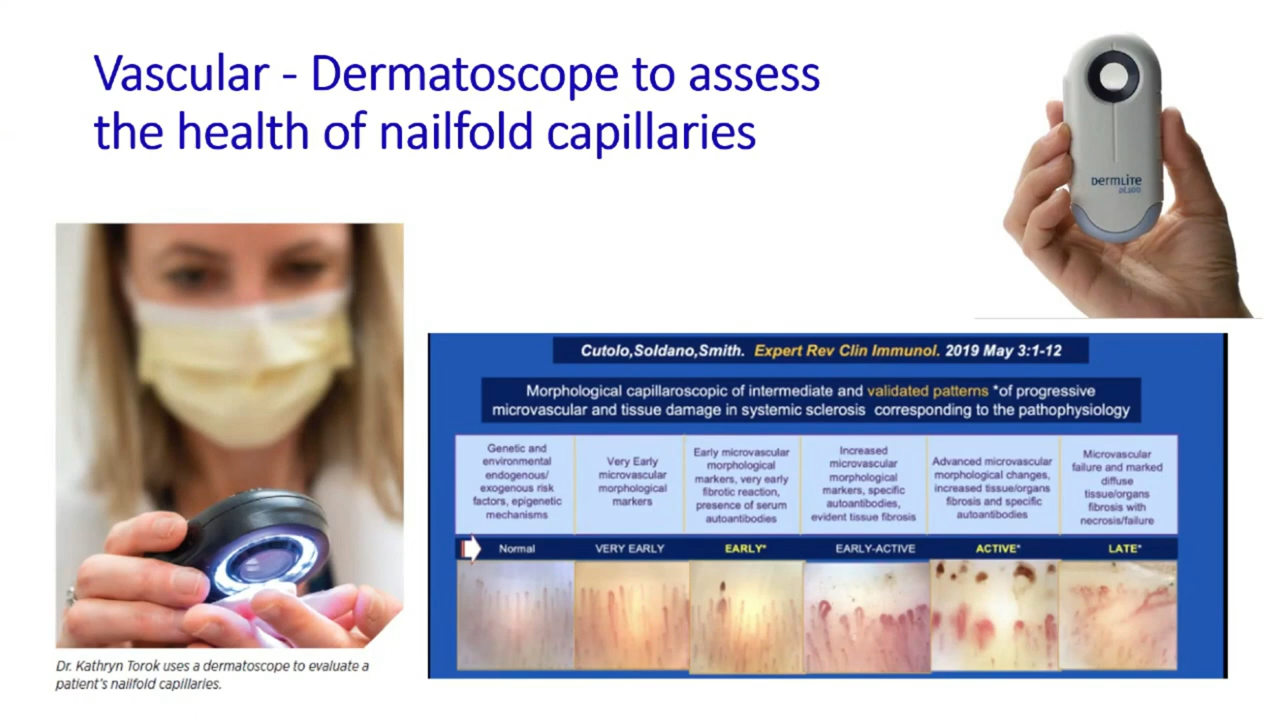 Vascular - Dermatoscope to assess
the health of nailfold capillaries
DermLite
Cutolo,Soldano,Smith. Expert Rev Clin Immunol. 2019 May 3:1-12
Morphological capillaroscopic of intermediate and validated patterns *of progressive
microvascular and tissue damage in systemic sclerosis corresponding to the pathophysiology
Genetic and
environmental
endogenous/
exogenous risk
factors, epigenetic
mechanisms
Very Early
microvascular
morphological
markers
Early microvascular
morphological
markers, very early
fibrotic reaction,
presence of serum
autoantibodies
Increased
microvascular
morphological
markers, specific
autoantibodies,
evident tissue fibrosis
Advanced microvascular
morphological changes,
increased tissue/organs
fibrosis and specific
autoantibodies
Microvascular
failure and marked
diffuse
tissue/organs
fibrosis with
necrosis/failure
Normal
VERY EARLY
EARLY*
EARLY-ACTIVE
ACTIVE*
LATE*
Dr. Kathryn Torok uses a dermatoscope to evaluate a
patient's nailfold capillaries.